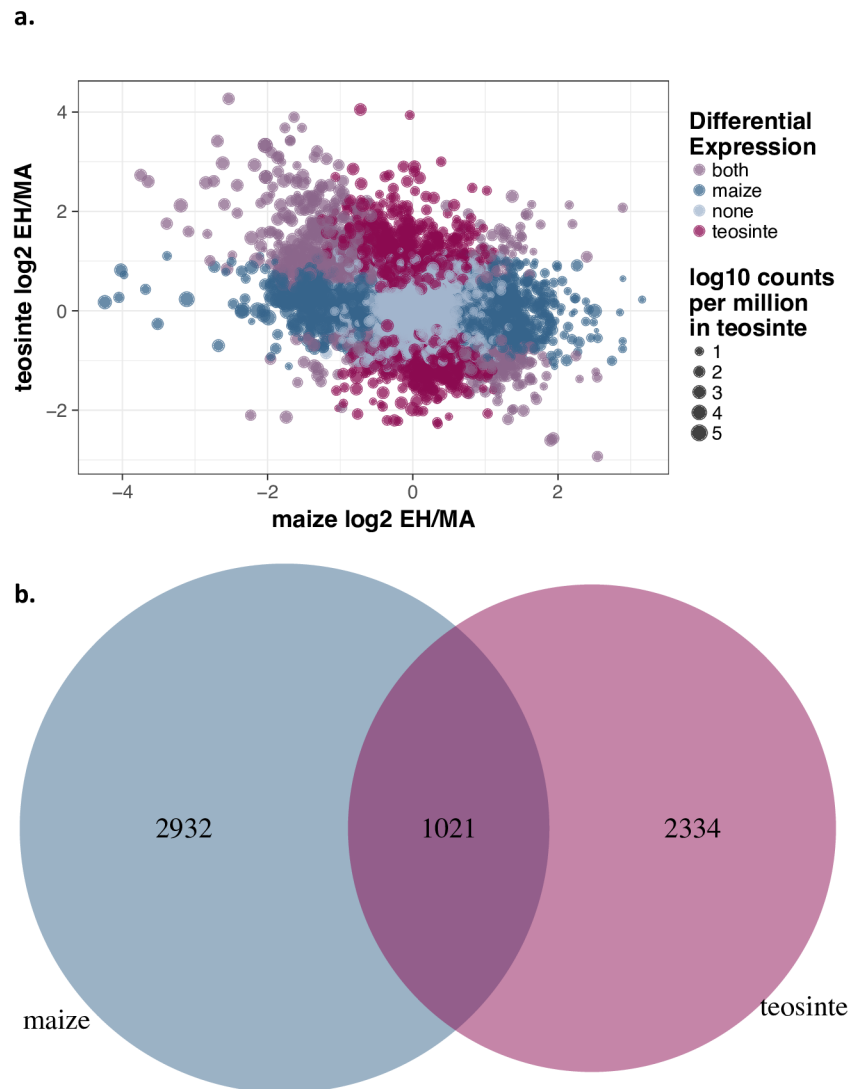 a.
4
2
0
−2
−4
−2
0
2
teosinte log2 EH/MA
maize log2 EH/MA
Differential
Expression
both
maize
none
teosinte
log10 counts
per million
in teosinte
1
2
3
4
5
b.
2932
1021
2334
maize
teosinte